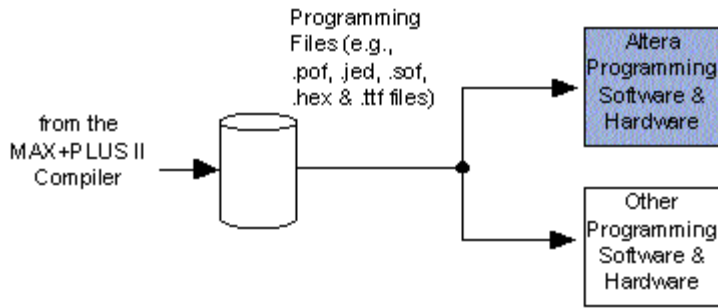 Programming
Files (e.g.,
.pof, .jed, .sof,
.hex & .ttf files)
from the
MAX+PLUS II
Compiler
Altera
Programming
Software &
Hardware
Other
Programming
Software &
Hardware